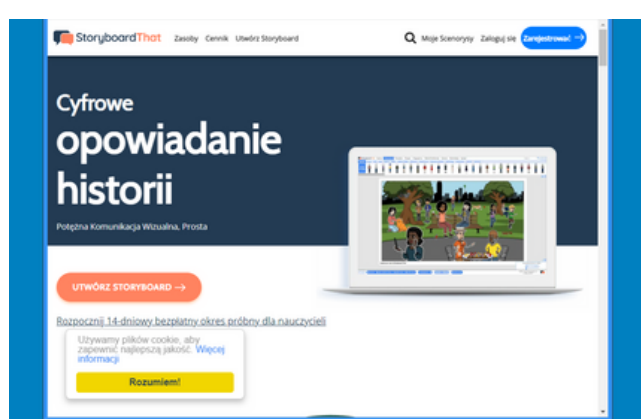 StoryboardThat Zasoby Cennik Utwórz Storyboard Moje Scenorysy Zaloguj się Zarejestrować →
Cyfrowe
opowiadanie
historii
Potężna Komunikacja Wizualna, Prosta
UTWÓRZ STORYBOARD →
Rozpocznij 14-dniowy bezpłatny okres próbny dla nauczycieli
Używamy plików cookie, aby
zapewnić najlepszą jakość. Więcej
informacji
Rozumiem!